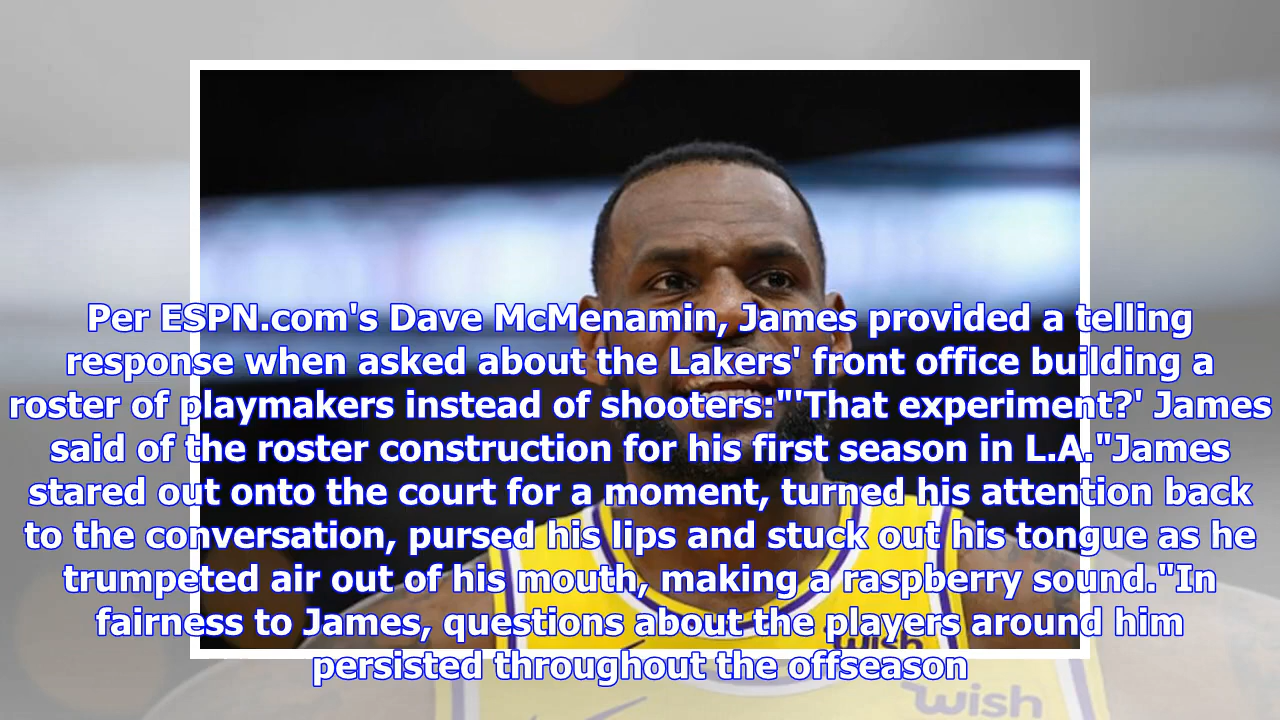 Per ESPN.com's Dave McMenamin, James provided a telling
response when asked about the Lakers' front office building a
roster of playmakers instead of shooters:"'That experiment?' James
said of the roster construction for his first season in L.A."James
stared out onto the court for a moment, turned his attention back
to the conversation, pursed his lips and stuck out his tongue as he
trumpeted air out of his mouth, making a raspberry sound."In
fairness to James, questions about the players around him
wish
persisted throughout the offseason
wish